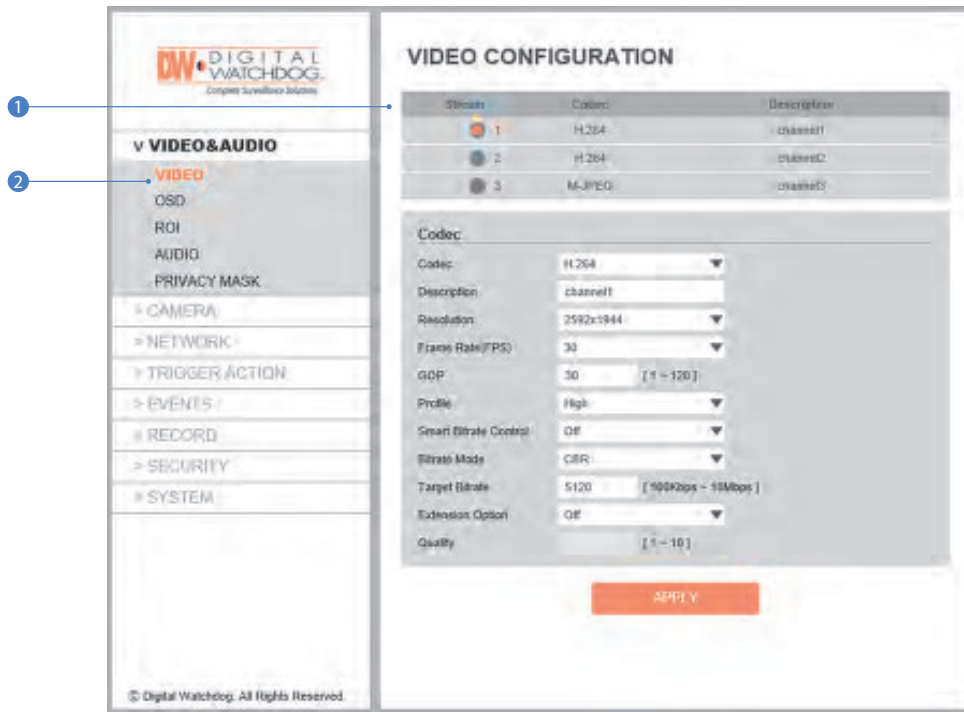 DW DIGITAL
WATCHDOG
Complete Surveillance Solutions
VIDEO CONFIGURATION
1
Stream Codec Description
1 H.264 channel1
2 H.264 channel2
3 M-JPEG channel3
v VIDEO&AUDIO
2
VIDEO
OSD
ROI
AUDIO
PRIVACY MASK
> CAMERA
> NETWORK
> TRIGGER ACTION
> EVENTS
> RECORD
> SECURITY
> SYSTEM
Codec
Codec H.264
Description channel1
Resolution 2592x1944
Frame Rate(FPS) 30
GOP 30 [ 1 ~ 120 ]
Profile High
Smart Bitrate Control Off
Bitrate Mode CBR
Target Bitrate 5120 [ 100Kbps ~ 10Mbps ]
Extension Option Off
Quality [ 1 ~ 10 ]
APPLY
© Digital Watchdog. All Rights Reserved.